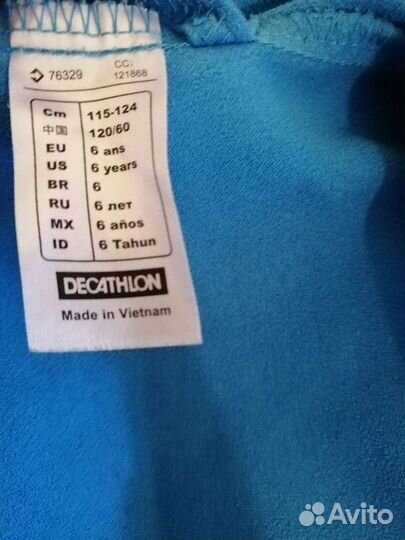 76329 CC: 121868
Cm 115-124
中国 120/60
EU 6 ans
US 6 years
BR 6
RU 6 лет
MX 6 años
ID 6 Tahun
DECATHLON
Made in Vietnam
Avito